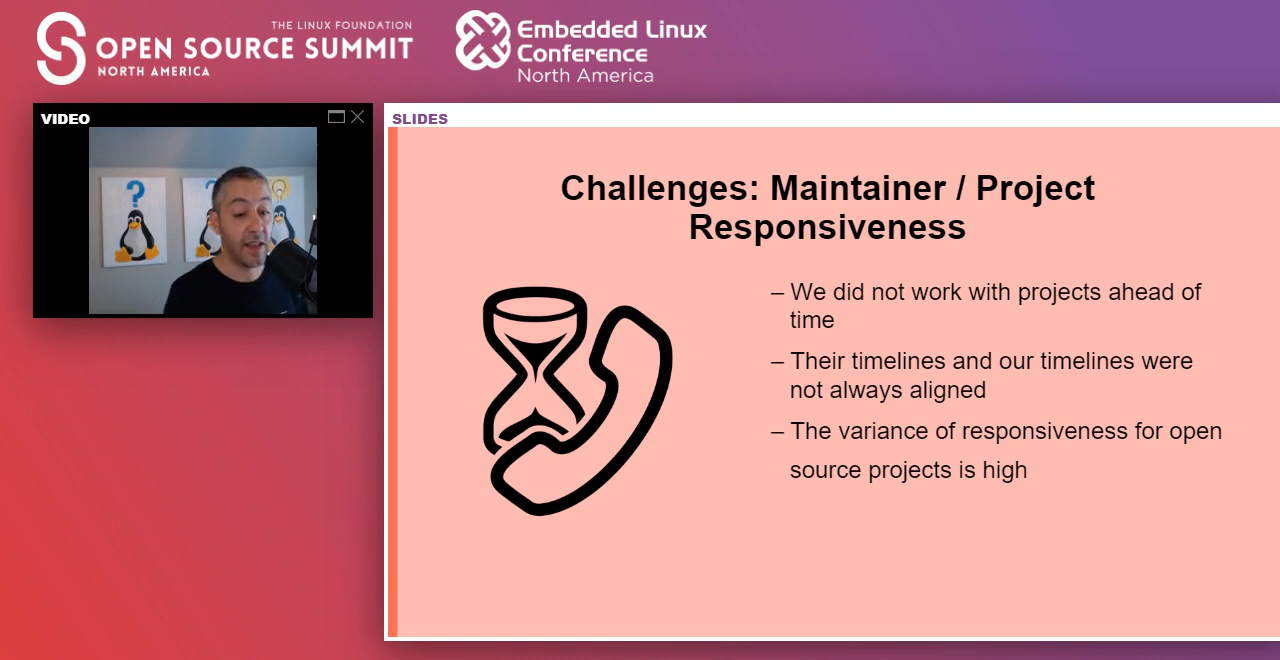 THE LINUX FOUNDATION
OPEN SOURCE SUMMIT
NORTH AMERICA
Embedded Linux
Conference
North America
VIDEO
SLIDES
Challenges: Maintainer / Project
Responsiveness
– We did not work with projects ahead of
time
– Their timelines and our timelines were
not always aligned
– The variance of responsiveness for open
source projects is high
?
?